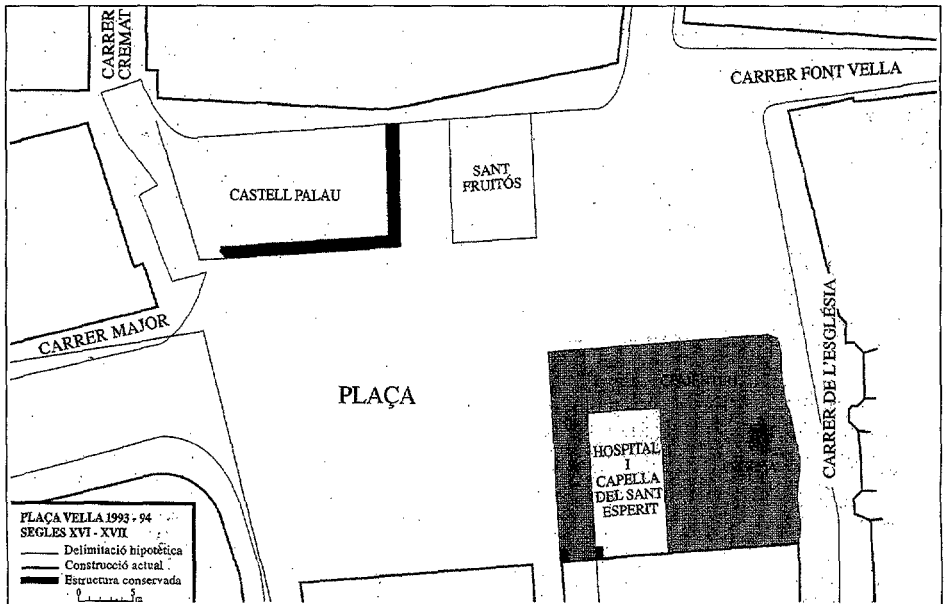 CARRER
CREMAT
CARRER FONT VELLA
SANT
FRUITÓS
CASTELL PALAU
CARRER MAJOR
CARRER DE L'ESGLÉSIA
PLAÇA
HOSPITAL
I
CAPELLA
DEL SANT
ESPERIT
PLAÇA VELLA 1993 - 94
SEGLES XVI - XVII
Delimitació hipotètica
Construcció actual
Estructura conservada
0 5m